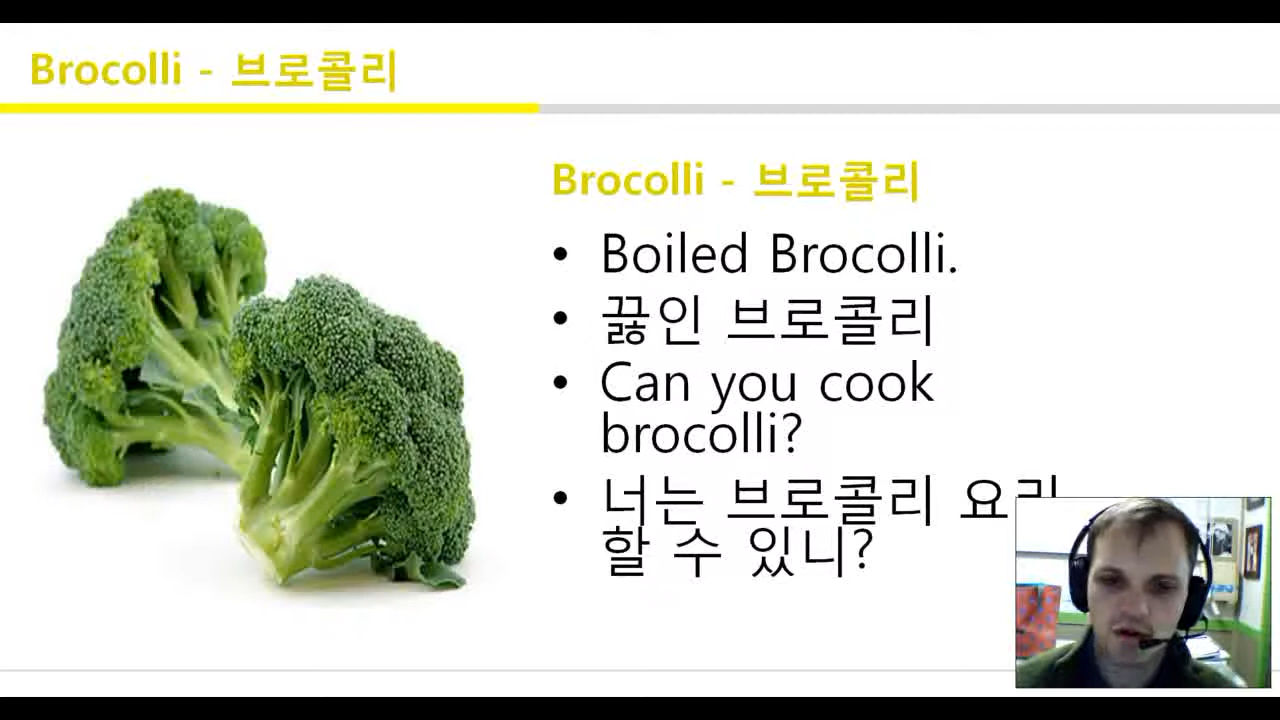 Brocolli - 브로콜리
Brocolli - 브로콜리
• Boiled Brocolli.
• 끓인 브로콜리
• Can you cook
brocolli?
• 너는 브로콜리 요리
할 수 있니?